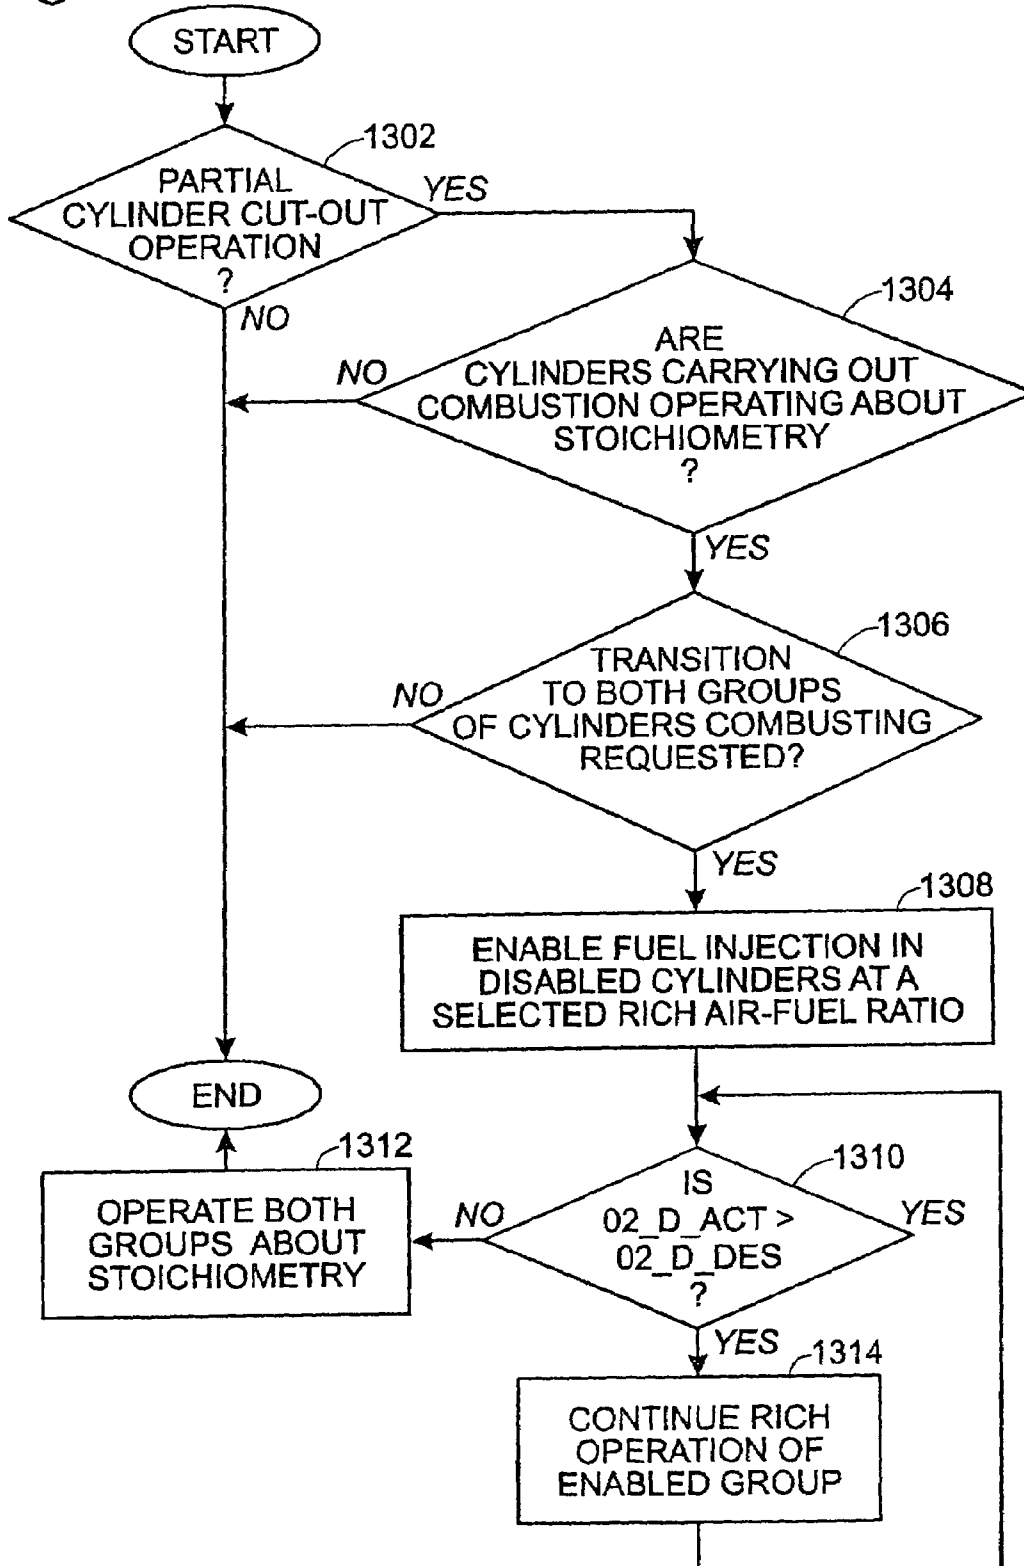 START
1302
PARTIAL
CYLINDER CUT-OUT
OPERATION
?
YES
NO
1304
ARE
CYLINDERS CARRYING OUT
COMBUSTION OPERATING ABOUT
STOICHIOMETRY
?
NO
YES
1306
TRANSITION
TO BOTH GROUPS
OF CYLINDERS COMBUSTING
REQUESTED?
NO
YES
1308
ENABLE FUEL INJECTION IN
DISABLED CYLINDERS AT A
SELECTED RICH AIR-FUEL RATIO
END
1312
OPERATE BOTH
GROUPS ABOUT
STOICHIOMETRY
1310
IS
02_D_ACT >
02_D_DES
?
NO
YES
YES
1314
CONTINUE RICH
OPERATION OF
ENABLED GROUP